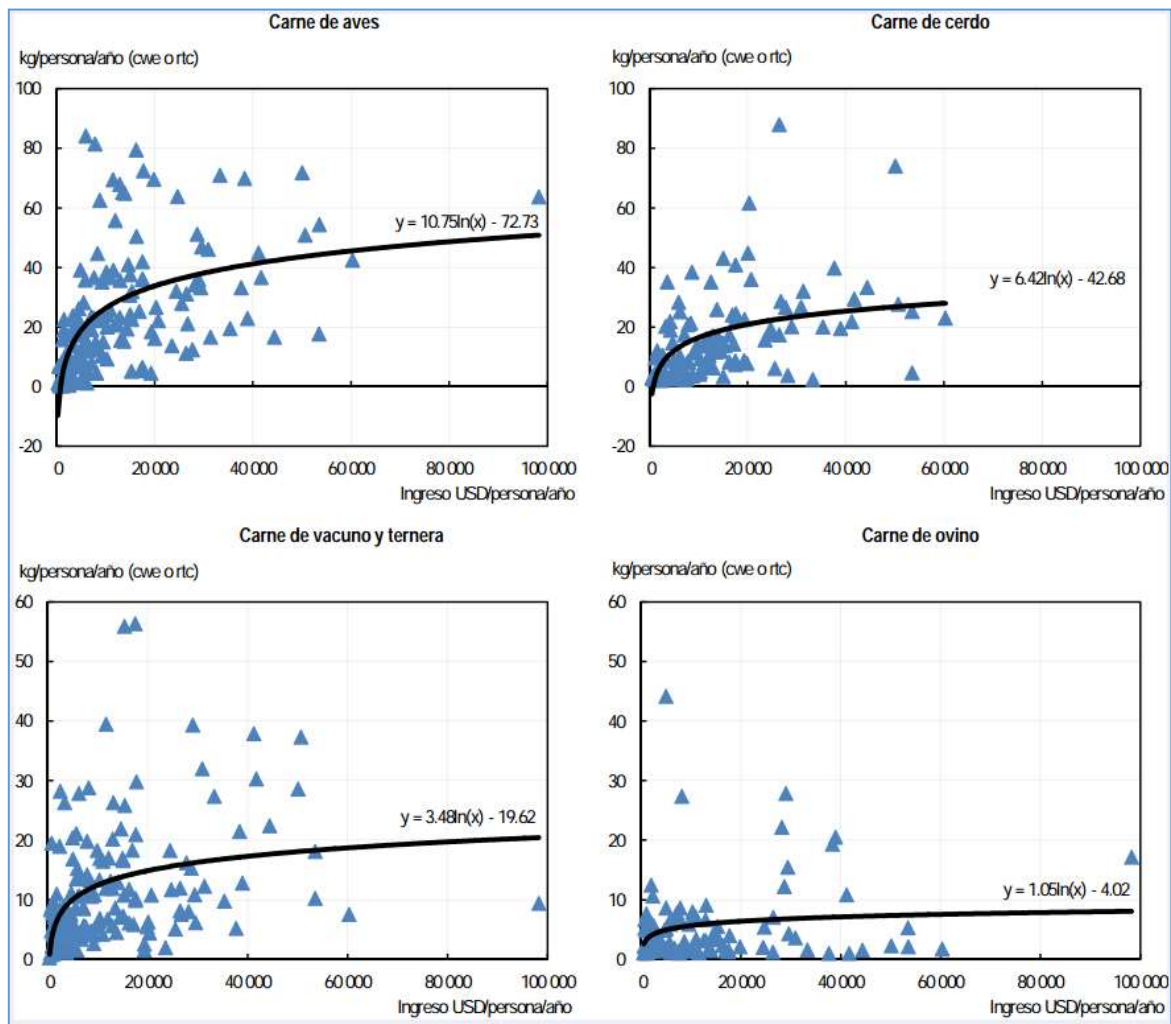 Carne de aves
kg/persona/año (cwe o rtc)
100
80
60
40
20
0
-20
y = 10.75ln(x) - 72.73
0 20 000 40 000 60 000 80 000 100 000
Ingreso USD/persona/año
Carne de cerdo
kg/persona/año (cwe o rtc)
100
80
60
40
20
0
-20
y = 6.42ln(x) - 42.68
0 20 000 40 000 60 000 80 000 100 000
Ingreso USD/persona/año
Carne de vacuno y ternera
kg/persona/año (cwe o rtc)
60
50
40
30
20
10
0
y = 3.48ln(x) - 19.62
0 20 000 40 000 60 000 80 000 100 000
Ingreso USD/persona/año
Carne de ovino
kg/persona/año (cwe o rtc)
60
50
40
30
20
10
0
y = 1.05ln(x) - 4.02
0 20 000 40 000 60 000 80 000 100 000
Ingreso USD/persona/año